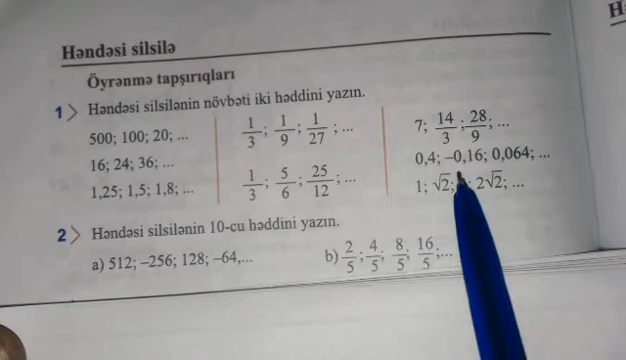 Həndəsi silsilə
Öyrənmə tapşırıqları
1 Həndəsi silsilənin növbəti iki həddini yazın.
500; 100; 20; ...
16; 24; 36; ...
1,25; 1,5; 1,8; ...
1/3; 1/9; 1/27; ...
1/3; 5/6; 25/12; ...
7; 14/3; 28/9; ...
0,4; –0,16; 0,064; ...
1; √2; 2√2; ...
2 Həndəsi silsilənin 10-cu həddini yazın.
a) 512; –256; 128; –64,...
b) 2/5; 4/5; 8/5; 16/5;...
H